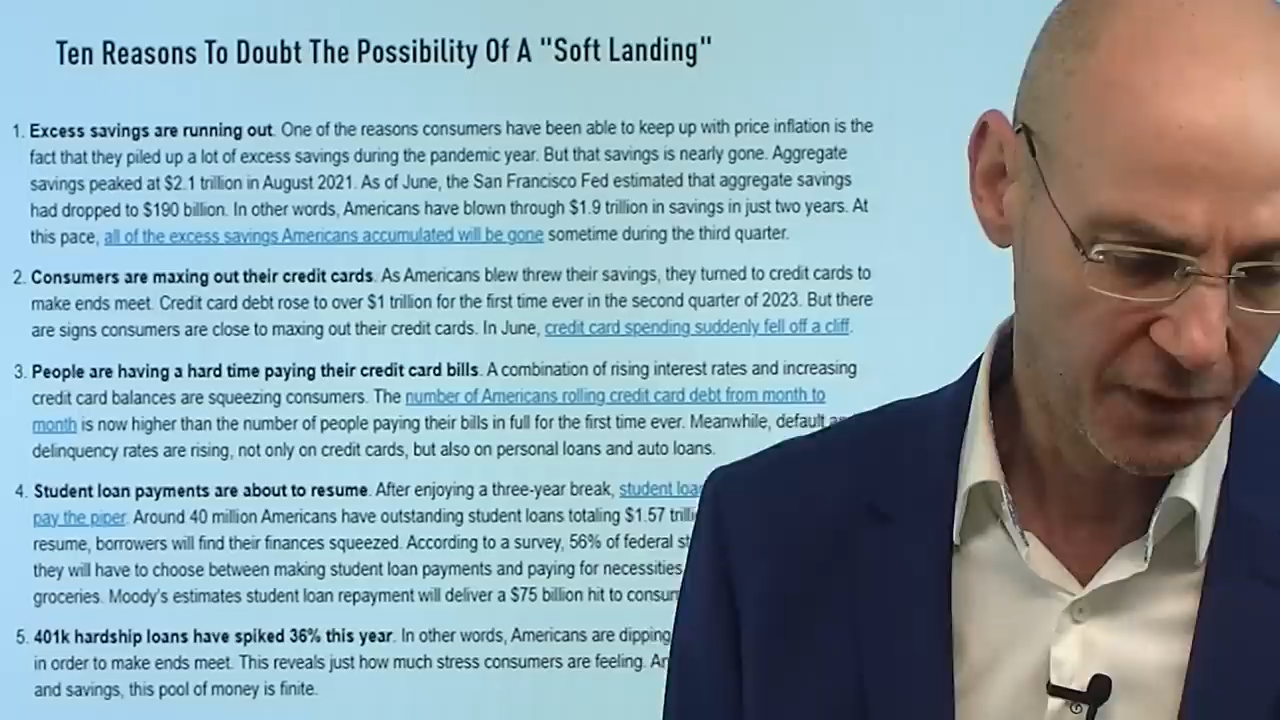 Ten Reasons To Doubt The Possibility Of A "Soft Landing"
1. Excess savings are running out. One of the reasons consumers have been able to keep up with price inflation is the
fact that they piled up a lot of excess savings during the pandemic year. But that savings is nearly gone. Aggregate
savings peaked at $2.1 trillion in August 2021. As of June, the San Francisco Fed estimated that aggregate savings
had dropped to $190 billion. In other words, Americans have blown through $1.9 trillion in savings in just two years. At
this pace, all of the excess savings Americans accumulated will be gone sometime during the third quarter.
2. Consumers are maxing out their credit cards. As Americans blew threw their savings, they turned to credit cards to
make ends meet. Credit card debt rose to over $1 trillion for the first time ever in the second quarter of 2023. But there
are signs consumers are close to maxing out their credit cards. In June, credit card spending suddenly fell off a cliff.
3. People are having a hard time paying their credit card bills. A combination of rising interest rates and increasing
credit card balances are squeezing consumers. The number of Americans rolling credit card debt from month to
month is now higher than the number of people paying their bills in full for the first time ever. Meanwhile, default
delinquency rates are rising, not only on credit cards, but also on personal loans and auto loans.
4. Student loan payments are about to resume. After enjoying a three-year break, student
pay the piper. Around 40 million Americans have outstanding student loans totaling $1.57
resume, borrowers will find their finances squeezed. According to a survey, 56% of federal
they will have to choose between making student loan payments and paying for necessities
groceries. Moody's estimates student loan repayment will deliver a $75 billion hit to
5. 401k hardship loans have spiked 36% this year. In other words, Americans are dipping
in order to make ends meet. This reveals just how much stress consumers are feeling.
and savings, this pool of money is finite.